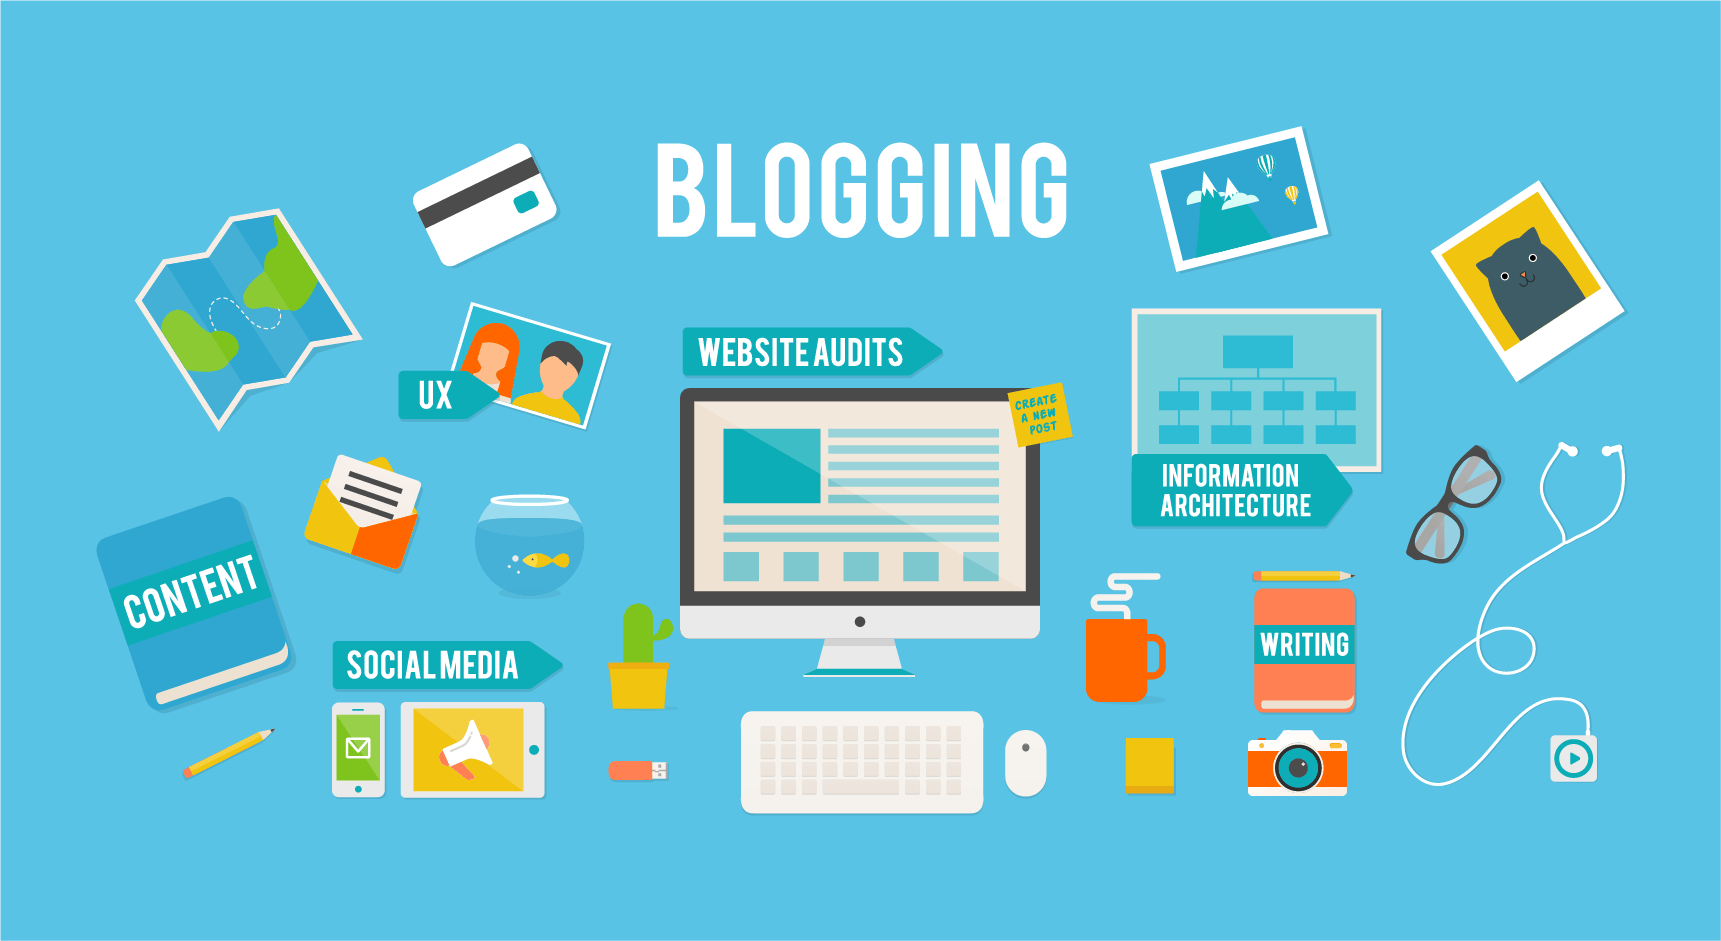 BLOGGING
WEBSITE AUDITS
UX
CREATE
A NEW
POST
INFORMATION
ARCHITECTURE
CONTENT
SOCIAL MEDIA
WRITING